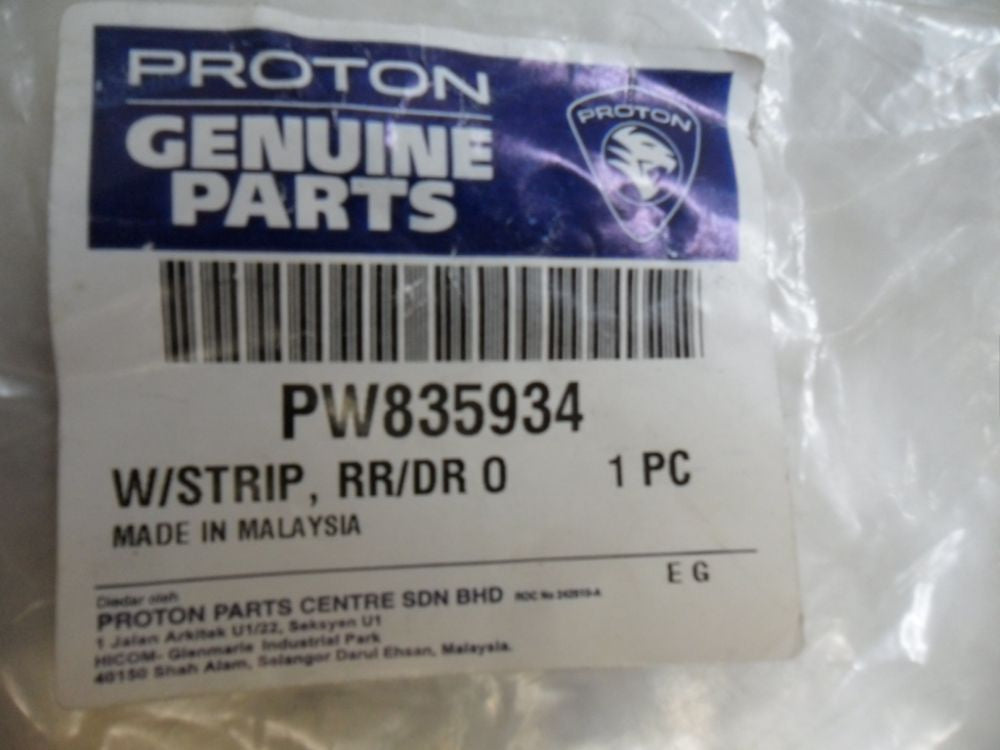 PROTON
GENUINE
PARTS
PROTON
PW835934
W/STRIP, RR/DR O 1 PC
MADE IN MALAYSIA
E G
Diedar oleh
PROTON PARTS CENTRE SDN BHD ROC No
1 Jalan Arkitek U1/22, Seksyen U1
HICOM- Glenmarie Industrial Park
40150 Shah Alam, Selangor Darul Ehsan, Malaysia.